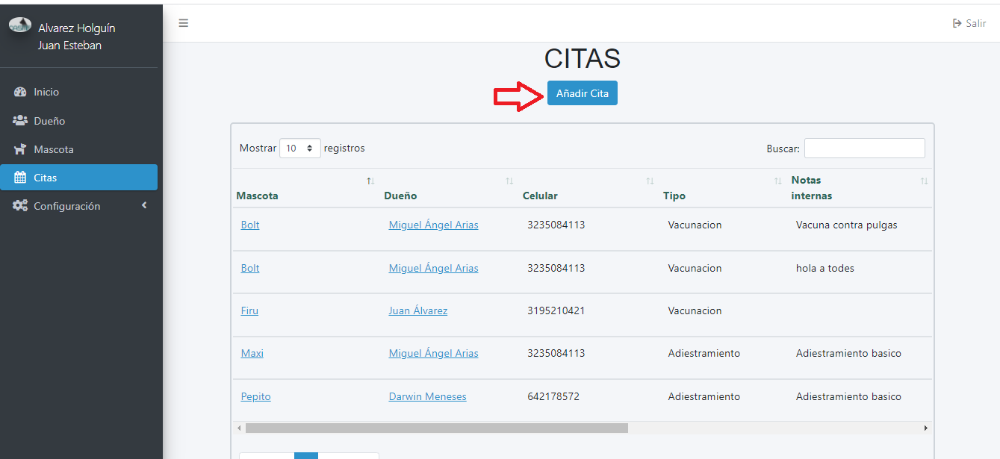 Alvarez Holguín
Juan Esteban
Salir
Inicio
Dueño
Mascota
Citas
Configuración
CITAS
Añadir Cita
Mostrar 10 registros
Buscar:
Mascota Dueño Celular Tipo Notas internas
Bolt Miguel Ángel Arias 3235084113 Vacunacion Vacuna contra pulgas
Bolt Miguel Ángel Arias 3235084113 Vacunacion hola a todes
Firu Juan Álvarez 3195210421 Vacunacion
Maxi Miguel Ángel Arias 3235084113 Adiestramiento Adiestramiento basico
Pepito Darwin Meneses 642178572 Adiestramiento Adiestramiento basico